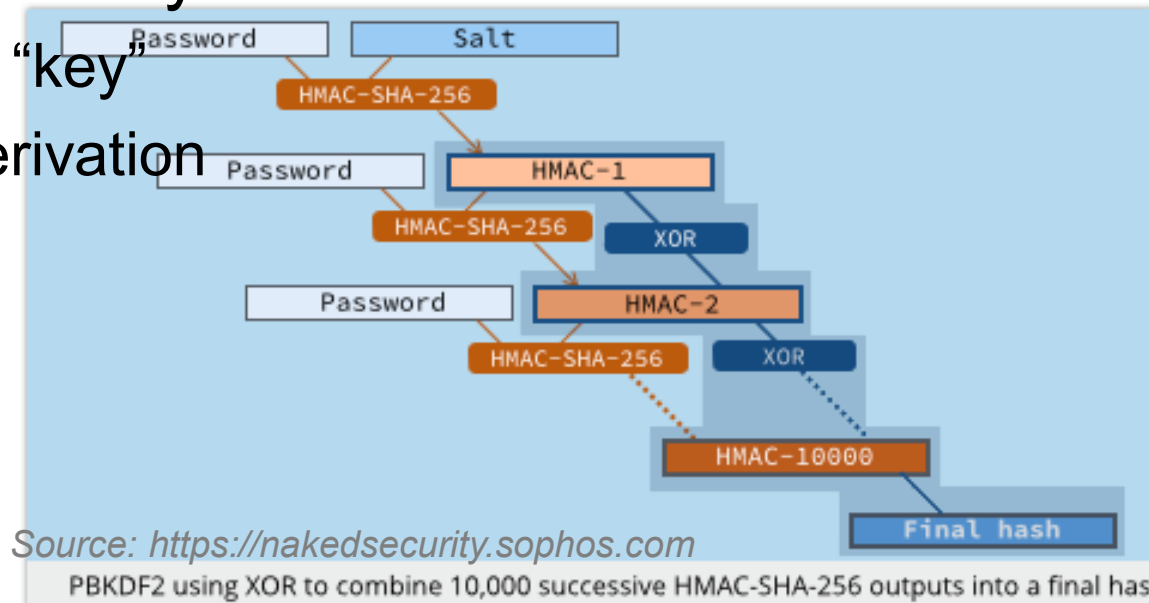 Password Salt
“key”
HMAC-SHA-256
erivation
Password HMAC-1
HMAC-SHA-256 XOR
Password HMAC-2
HMAC-SHA-256 XOR
HMAC-10000
Final hash
Source: https://nakedsecurity.sophos.com
PBKDF2 using XOR to combine 10,000 successive HMAC-SHA-256 outputs into a final has